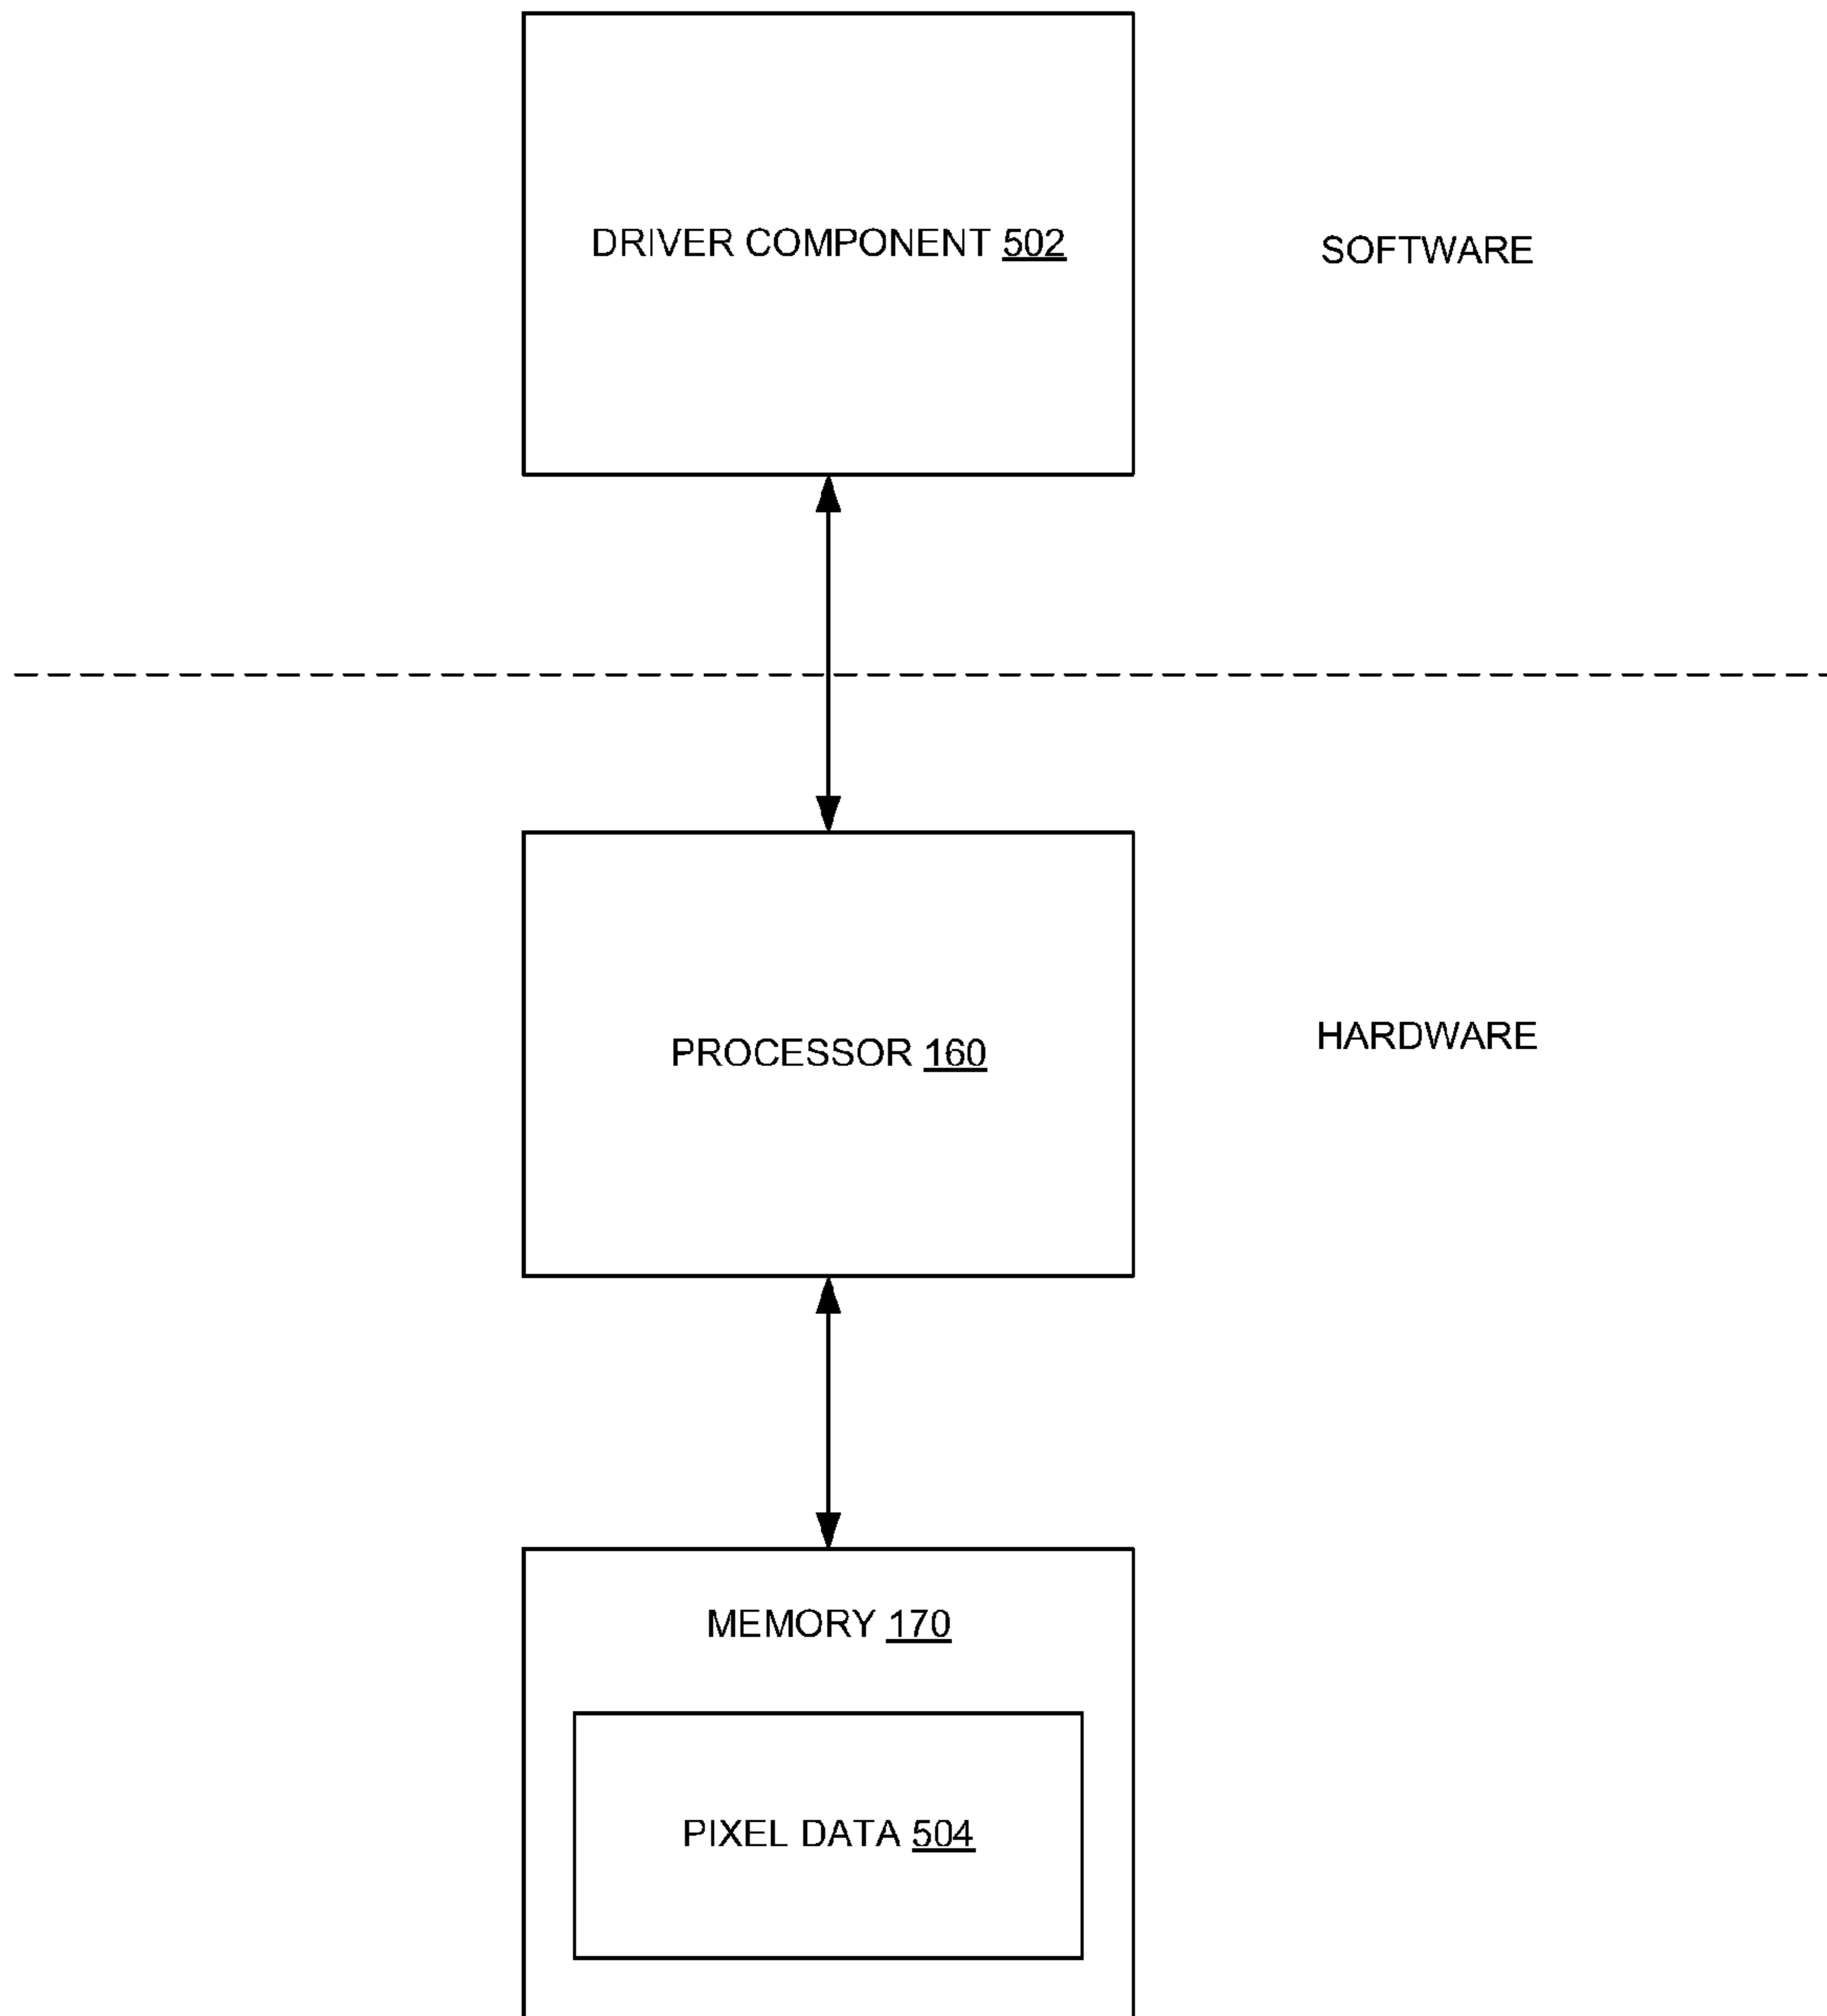 DRIVER COMPONENT 502
SOFTWARE
PROCESSOR 160
HARDWARE
MEMORY 170
PIXEL DATA 504